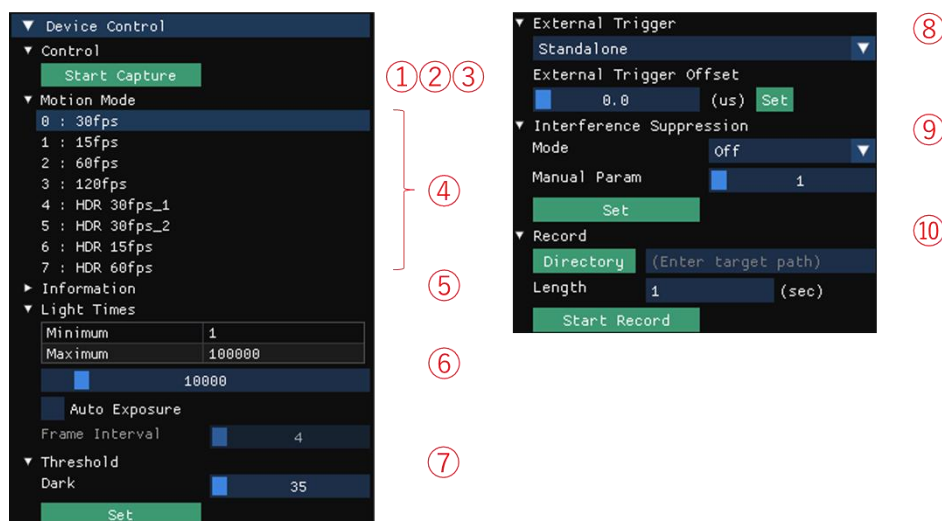 ▼ Device Control
▼ Control
Start Capture
①②③
▼ Motion Mode
0 : 30fps
1 : 15fps
2 : 60fps
3 : 120fps
4 : HDR 30fps_1
5 : HDR 30fps_2
6 : HDR 15fps
7 : HDR 60fps
④
► Information
⑤
▼ Light Times
Minimum 1
Maximum 100000
10000
⑥
Auto Exposure
Frame Interval 4
▼ Threshold
⑦
Dark 35
Set
▼ External Trigger
⑧
Standalone ▼
External Trigger Offset
0.0 (us) Set
▼ Interference Suppression
⑨
Mode Off ▼
Manual Param 1
Set
▼ Record
⑩
Directory (Enter target path)
Length 1 (sec)
Start Record